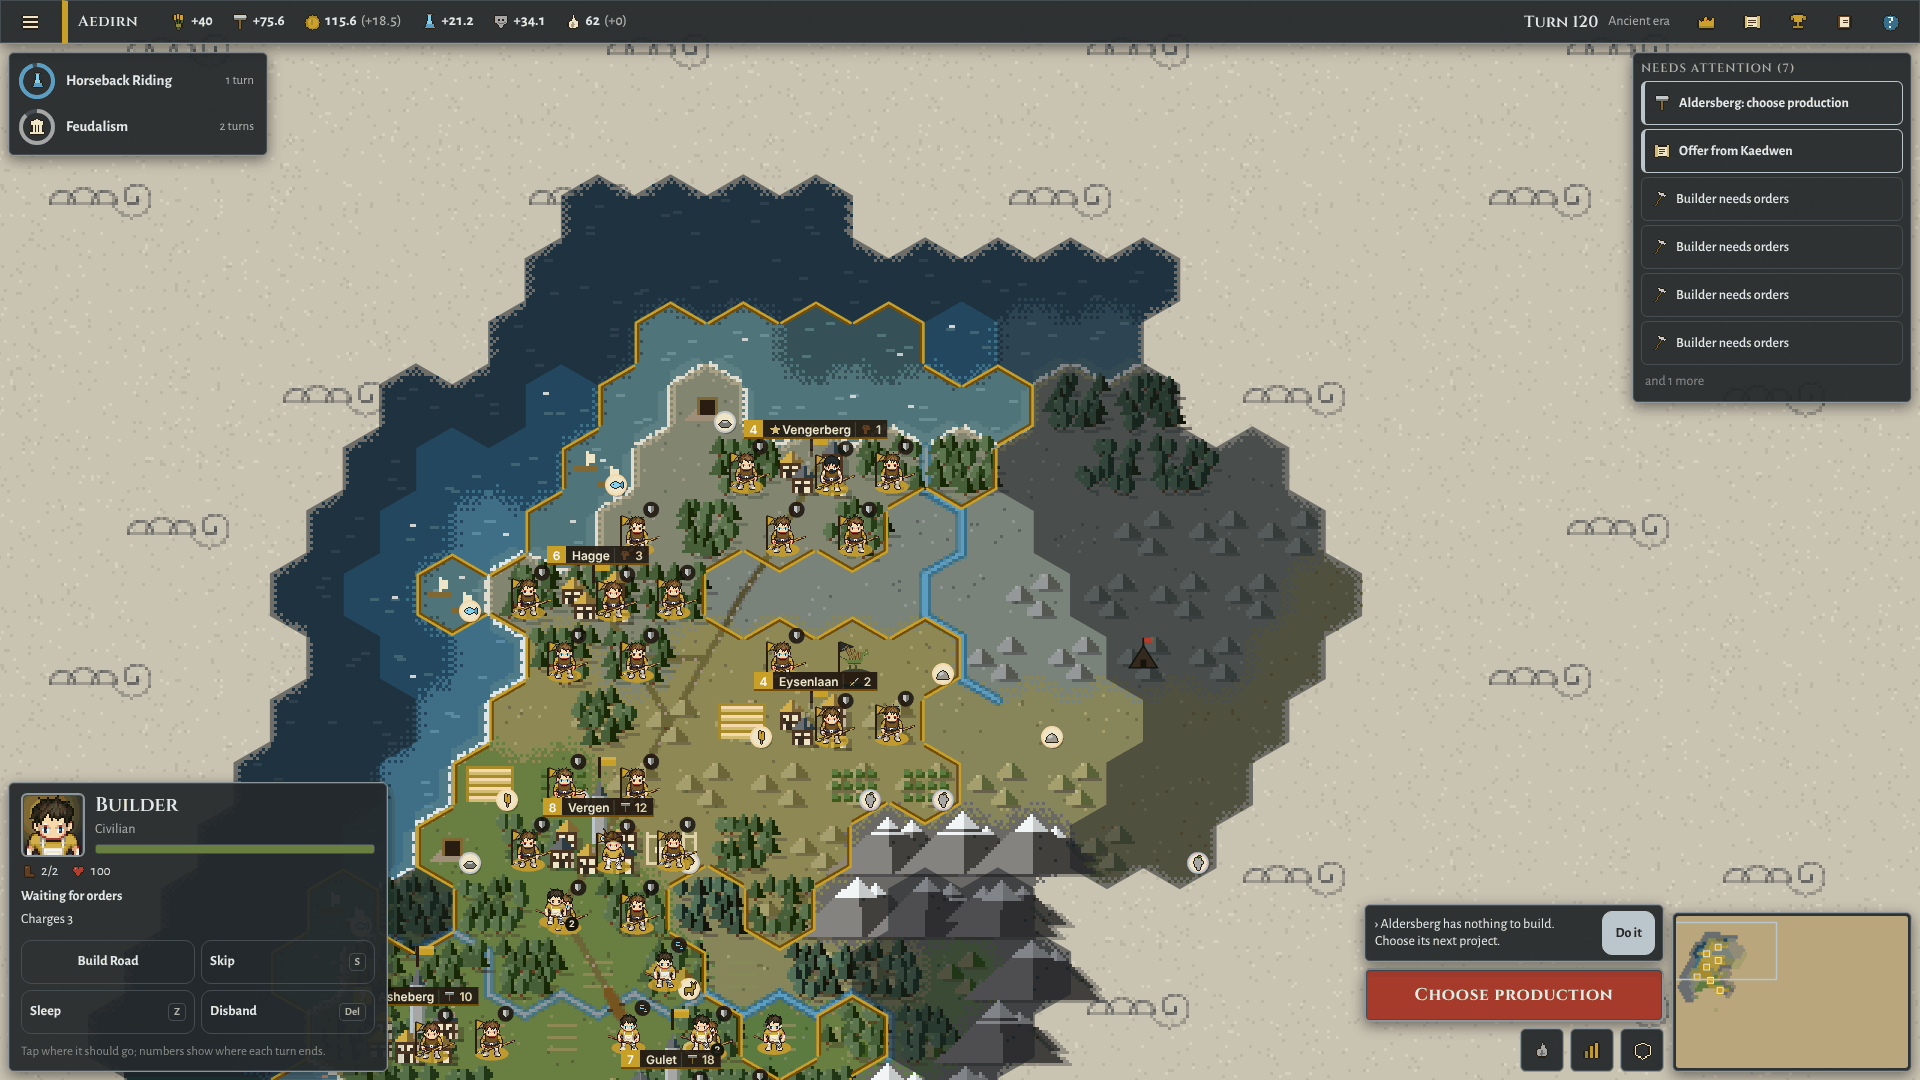 AEDIRN +40 +75.6 115.6 (+18.5) +21.2 +34.1 62 (+0) TURN 120 Ancient era ?
Horseback Riding 1 turn
Feudalism 2 turns
NEEDS ATTENTION (7)
Aldersberg: choose production
Offer from Kaedwen
Builder needs orders
Builder needs orders
Builder needs orders
Builder needs orders
and 1 more
4 ★Vengerberg 1
6 Hagge 3
4 Eysenlaan 2
8 Vergen 12
2
sheberg 10
7 Gulet 18
BUILDER
Civilian
2/2 100
Waiting for orders
Charges 3
Build Road
Skip S
Sleep Z
Disband Del
Tap where it should go; numbers show where each turn ends.
› Aldersberg has nothing to build.
Choose its next project.
Do it
CHOOSE PRODUCTION